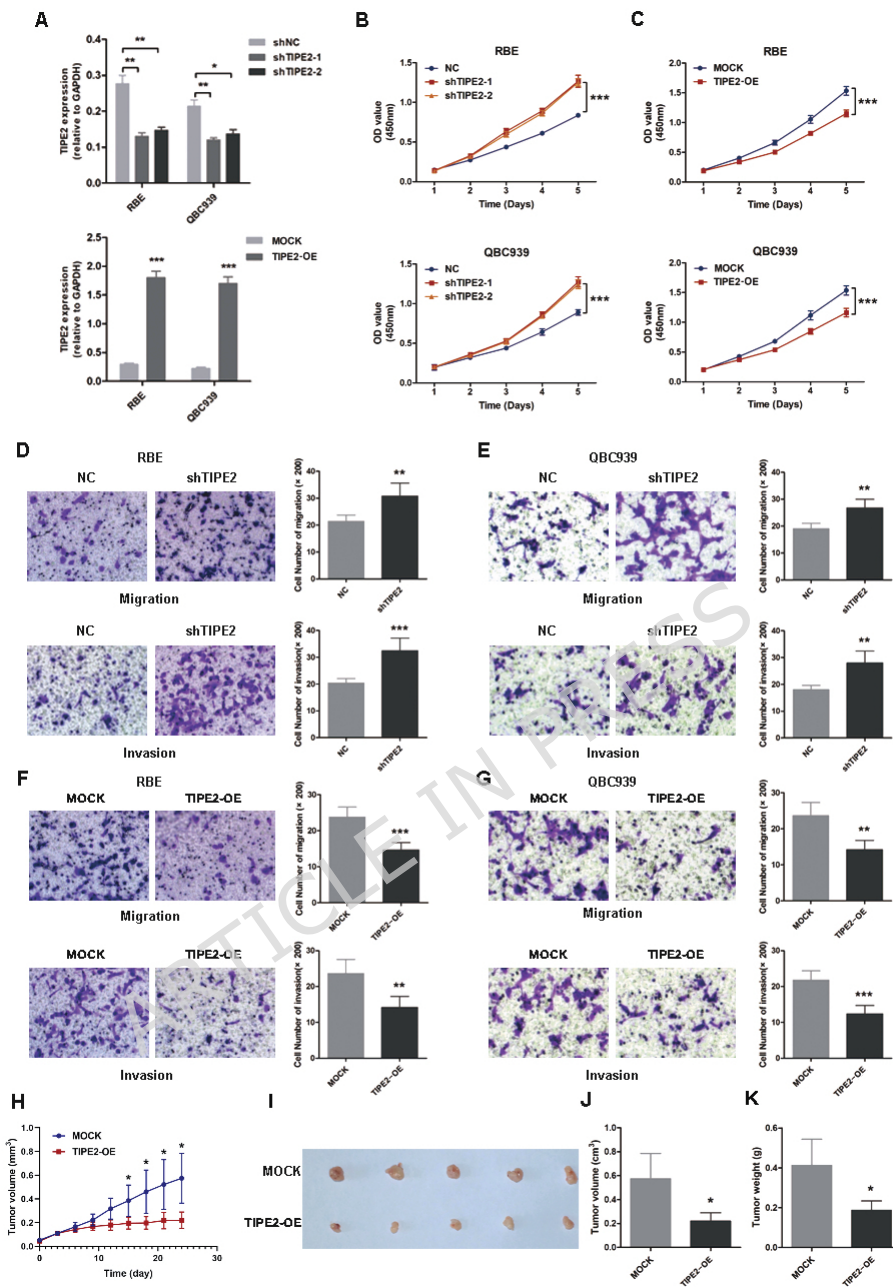 A
shNC
shTIPE2-1
shTIPE2-2
TIPE2 expression
(relative to GAPDH)
0.4
0.3
0.2
0.1
0.0
**
**
*
**
RBE
QBC939
MOCK
TIPE2-OE
TIPE2 expression
(relative to GAPDH)
2.5
2.0
1.5
1.0
0.5
0.0
***
***
RBE
QBC939
B
RBE
NC
shTIPE2-1
shTIPE2-2
OD value
(450nm)
1.5
1.0
0.5
0.0
***
1 2 3 4 5
Time (Days)
QBC939
NC
shTIPE2-1
shTIPE2-2
OD value
(450nm)
1.5
1.0
0.5
0.0
***
1 2 3 4 5
Time (Days)
C
RBE
MOCK
TIPE2-OE
OD value
(450nm)
2.0
1.5
1.0
0.5
0.0
***
1 2 3 4 5
Time (Days)
QBC939
MOCK
TIPE2-OE
OD value
(450nm)
2.0
1.5
1.0
0.5
0.0
***
1 2 3 4 5
Time (Days)
D
RBE
NC shTIPE2
Migration
Cell Number of migration(× 200)
40
30
20
10
0
**
NC
shTIPE2
NC shTIPE2
Invasion
Cell Number of invasion(× 200)
40
30
20
10
0
***
NC
shTIPE2
E
QBC939
NC shTIPE2
Migration
Cell Number of migration(× 200)
40
30
20
10
0
**
NC
shTIPE2
NC shTIPE2
Invasion
Cell Number of invasion(× 200)
40
30
20
10
0
**
NC
shTIPE2
F
RBE
MOCK TIPE2-OE
Migration
Cell Number of migration (× 200)
30
20
10
0
***
MOCK
TIPE2-OE
MOCK TIPE2-OE
Invasion
Cell Number of invasion(× 200)
30
20
10
0
**
MOCK
TIPE2-OE
G
QBC939
MOCK TIPE2-OE
Migration
Cell Number of migration (× 200)
30
20
10
0
**
MOCK
TIPE2-OE
MOCK TIPE2-OE
Invasion
Cell Number of invasion(× 200)
30
20
10
0
***
MOCK
TIPE2-OE
H
MOCK
TIPE2-OE
Tumor volume (mm³)
1.0
0.8
0.6
0.4
0.2
0.0
* * * *
0 10 20 30
Time (day)
I
MOCK
TIPE2-OE
J
Tumor volume (cm³)
1.0
0.8
0.6
0.4
0.2
0.0
*
MOCK
TIPE2-OE
K
Tumor weight (g)
0.6
0.4
0.2
0.0
*
MOCK
TIPE2-OE
ARTICLE IN PRESS